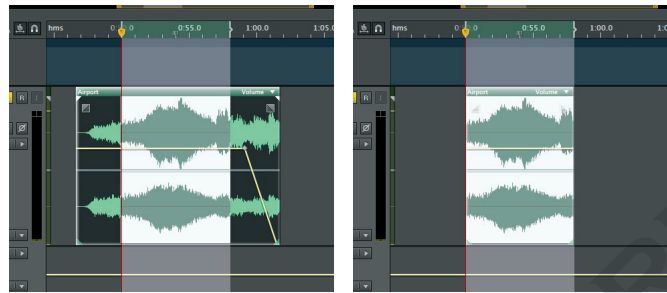 hms 0:55.0 1:00.0 1:05.
Airport Volume
R I
hms 0:55.0 1:00.0
Airport Volume
R I